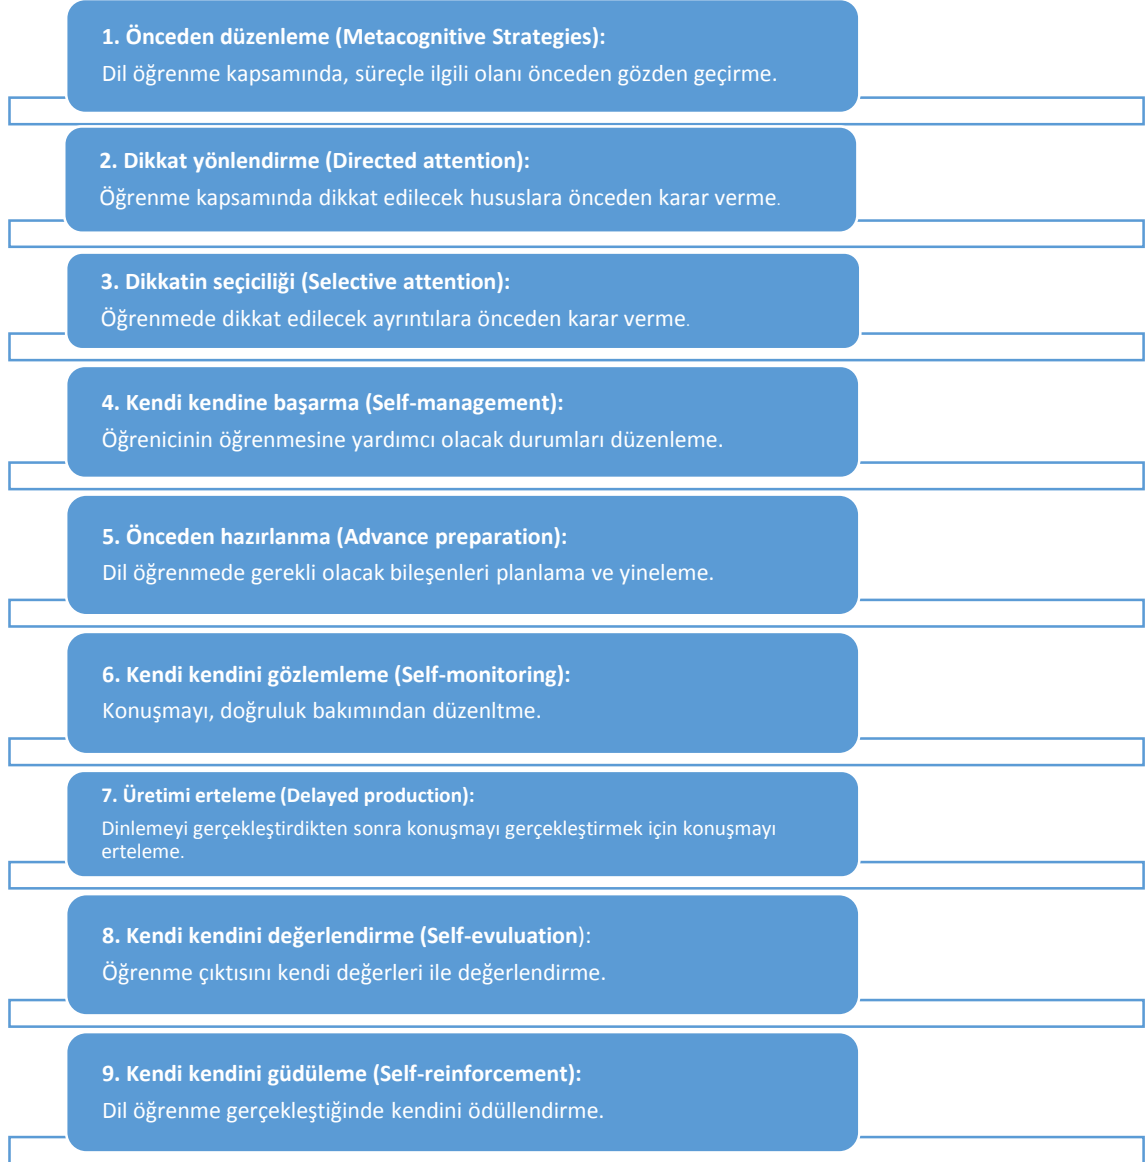 1. Önceden düzenleme (Metacognitive Strategies):
Dil öğrenme kapsamında, süreçle ilgili olanı önceden gözden geçirme.
2. Dikkat yönlendirme (Directed attention):
Öğrenme kapsamında dikkat edilecek hususlara önceden karar verme.
3. Dikkatin seçiciliği (Selective attention):
Öğrenmede dikkat edilecek ayrıntılara önceden karar verme.
4. Kendi kendine başarma (Self-management):
Öğrenicinin öğrenmesine yardımcı olacak durumları düzenleme.
5. Önceden hazırlanma (Advance preparation):
Dil öğrenmede gerekli olacak bileşenleri planlama ve yineleme.
6. Kendi kendini gözlemleme (Self-monitoring):
Konuşmayı, doğruluk bakımından düzenltme.
7. Üretimi erteleme (Delayed production):
Dinlemeyi gerçekleştirdikten sonra konuşmayı gerçekleştirmek için konuşmayı
erteleme.
8. Kendi kendini değerlendirme (Self-evuluation):
Öğrenme çıktısını kendi değerleri ile değerlendirme.
9. Kendi kendini güdüleme (Self-reinforcement):
Dil öğrenme gerçekleştiğinde kendini ödüllendirme.